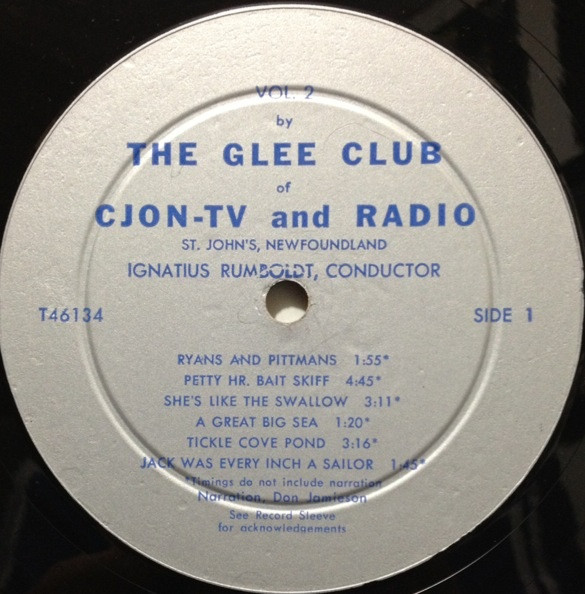 VOL. 2
by
THE GLEE CLUB
of
CJON-TV and RADIO
ST. JOHN'S, NEWFOUNDLAND
IGNATIUS RUMBOLDT, CONDUCTOR
T46134 SIDE 1
RYANS AND PITTMANS 1:55*
PETTY HR. BAIT SKIFF 4:45*
SHE'S LIKE THE SWALLOW 3:11*
A GREAT BIG SEA 1:20*
TICKLE COVE POND 3:16*
JACK WAS EVERY INCH A SAILOR 1:45*
*Timings do not include narration
Narration, Don Jamieson
See Record Sleeve
for acknowledgements